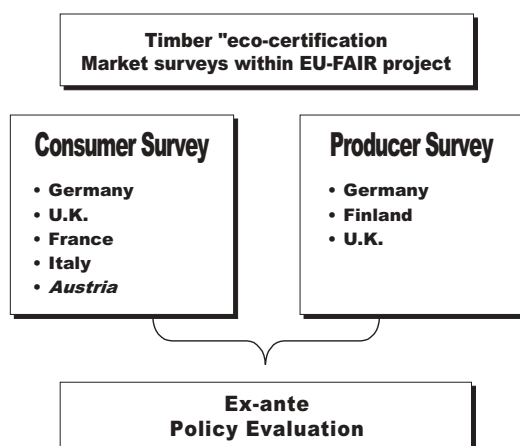 Timber "eco-certification
Market surveys within EU-FAIR project
Consumer Survey
• Germany
• U.K.
• France
• Italy
• Austria
Producer Survey
• Germany
• Finland
• U.K.
Ex-ante
Policy Evaluation